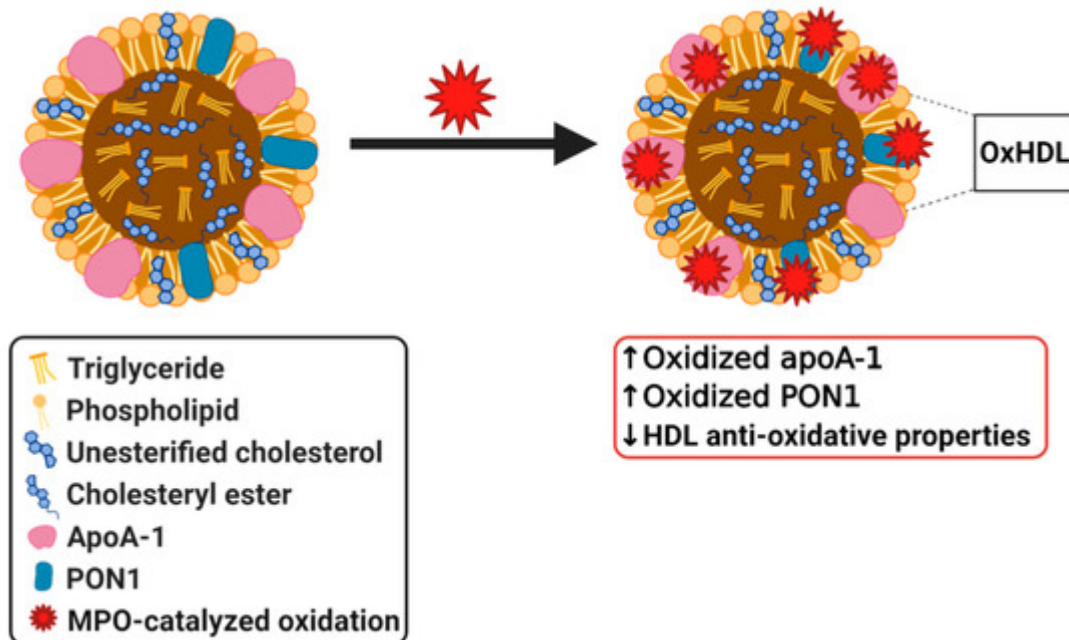 OxHDL
Triglyceride
Phospholipid
Unesterified cholesterol
Cholesteryl ester
ApoA-1
PON1
MPO-catalyzed oxidation
↑Oxidized apoA-1
↑Oxidized PON1
↓HDL anti-oxidative properties